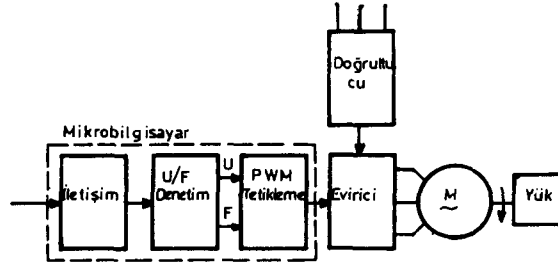 Doğrultu
cu
Mikrobilgisayar
İletişim
U/F
Denetim
U
F
PWM
Tetikleme
Evirici
M
~
Yük